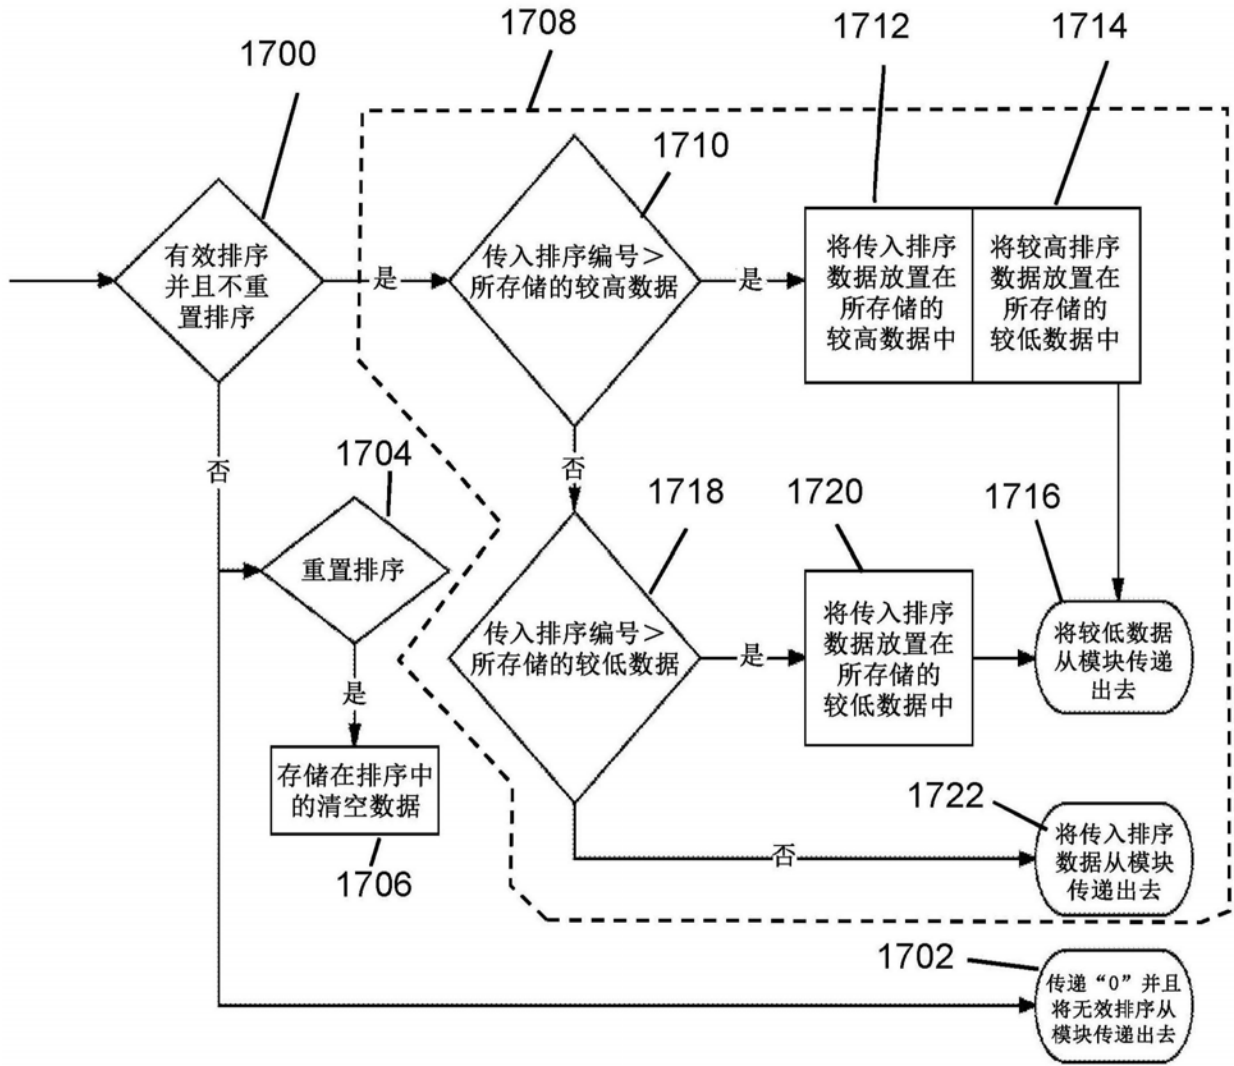 1700
1708
1712
1714
1710
有效排序
并且不重
置排序
是
传入排序编号>
所存储的较高数据
是
将传入排序
数据放置在
所存储的
较高数据中
将较高排序
数据放置在
所存储的
较低数据中
否
1704
否
1718
1720
1716
重置排序
传入排序编号>
所存储的较低数据
是
将传入排序
数据放置在
所存储的
较低数据中
将较低数据
从模块传递
出去
是
存储在排序中
的清空数据
1706
1722
否
将传入排序
数据从模块
传递出去
1702
传递“0”并且
将无效排序从
模块传递出去